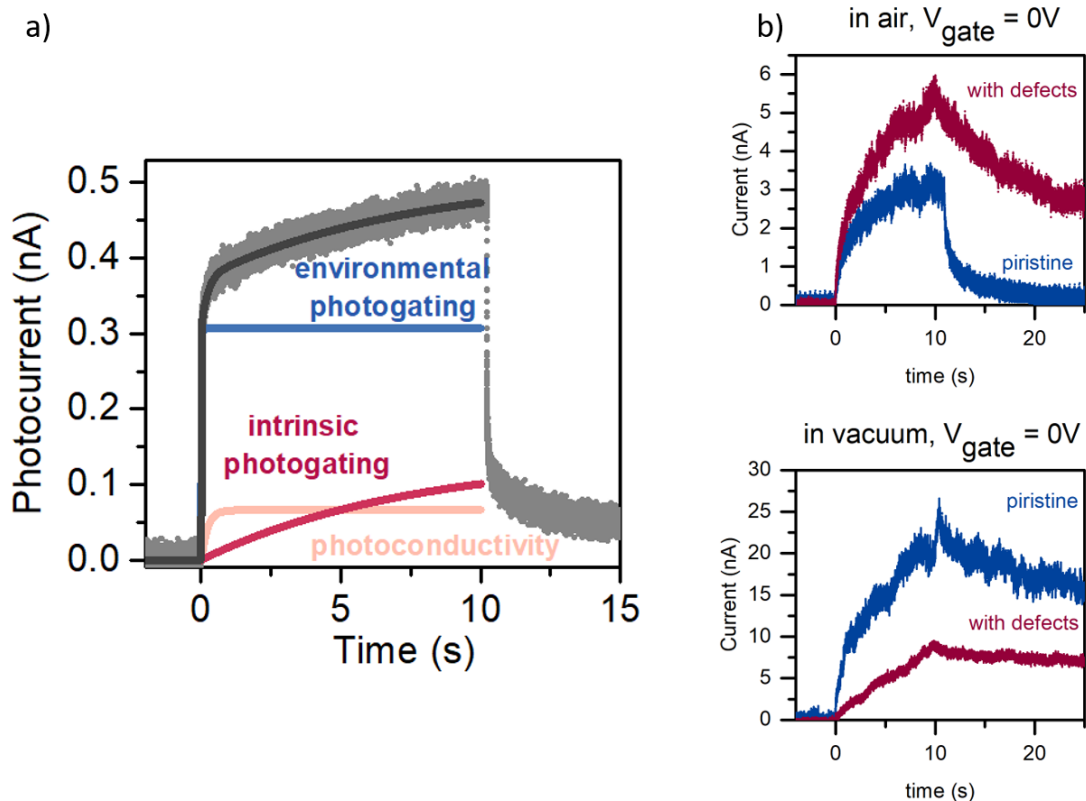 a)
Photocurrent (nA)
0.5
0.4
0.3
0.2
0.1
0.0
environmental
photogating
intrinsic
photogating
photoconductivity
0
5
10
15
Time (s)
b)
in air, Vgate = 0V
Current (nA)
6
5
4
3
2
1
0
with defects
piristine
0
10
20
time (s)
in vacuum, Vgate = 0V
Current (nA)
30
25
20
15
10
5
0
piristine
with defects
0
10
20
time (s)